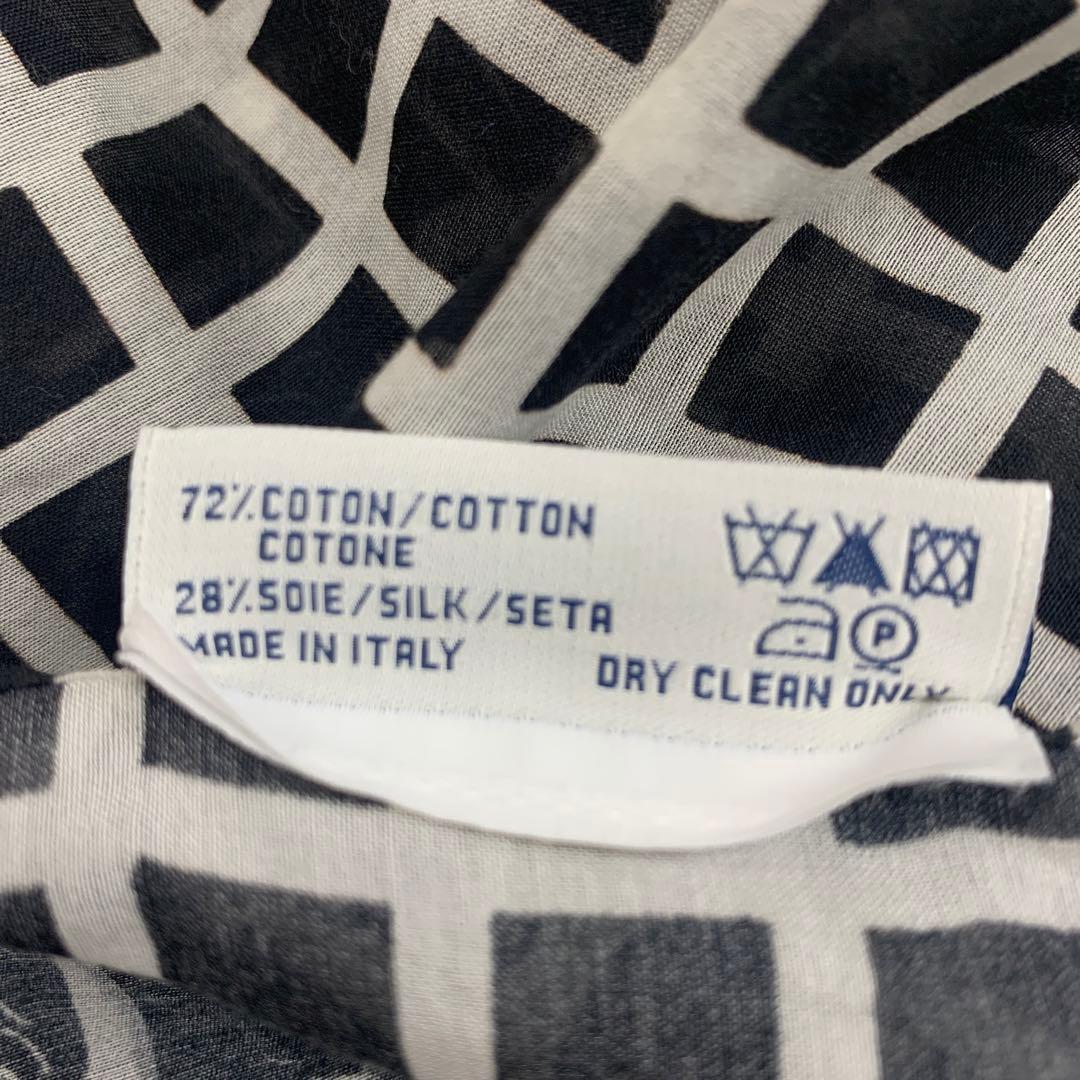 72%COTON/COTTON
COTONE
28%SOIE/SILK/SETA
MADE IN ITALY
P
DRY CLEAN ONLY